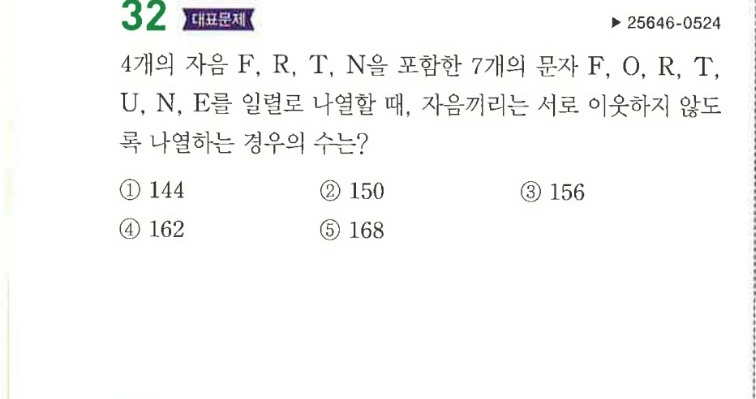 32 대표문제 ▶ 25646-0524
4개의 자음 F, R, T, N을 포함한 7개의 문자 F, O, R, T,
U, N, E를 일렬로 나열할 때, 자음끼리는 서로 이웃하지 않도
록 나열하는 경우의 수는?
① 144 ② 150 ③ 156
④ 162 ⑤ 168